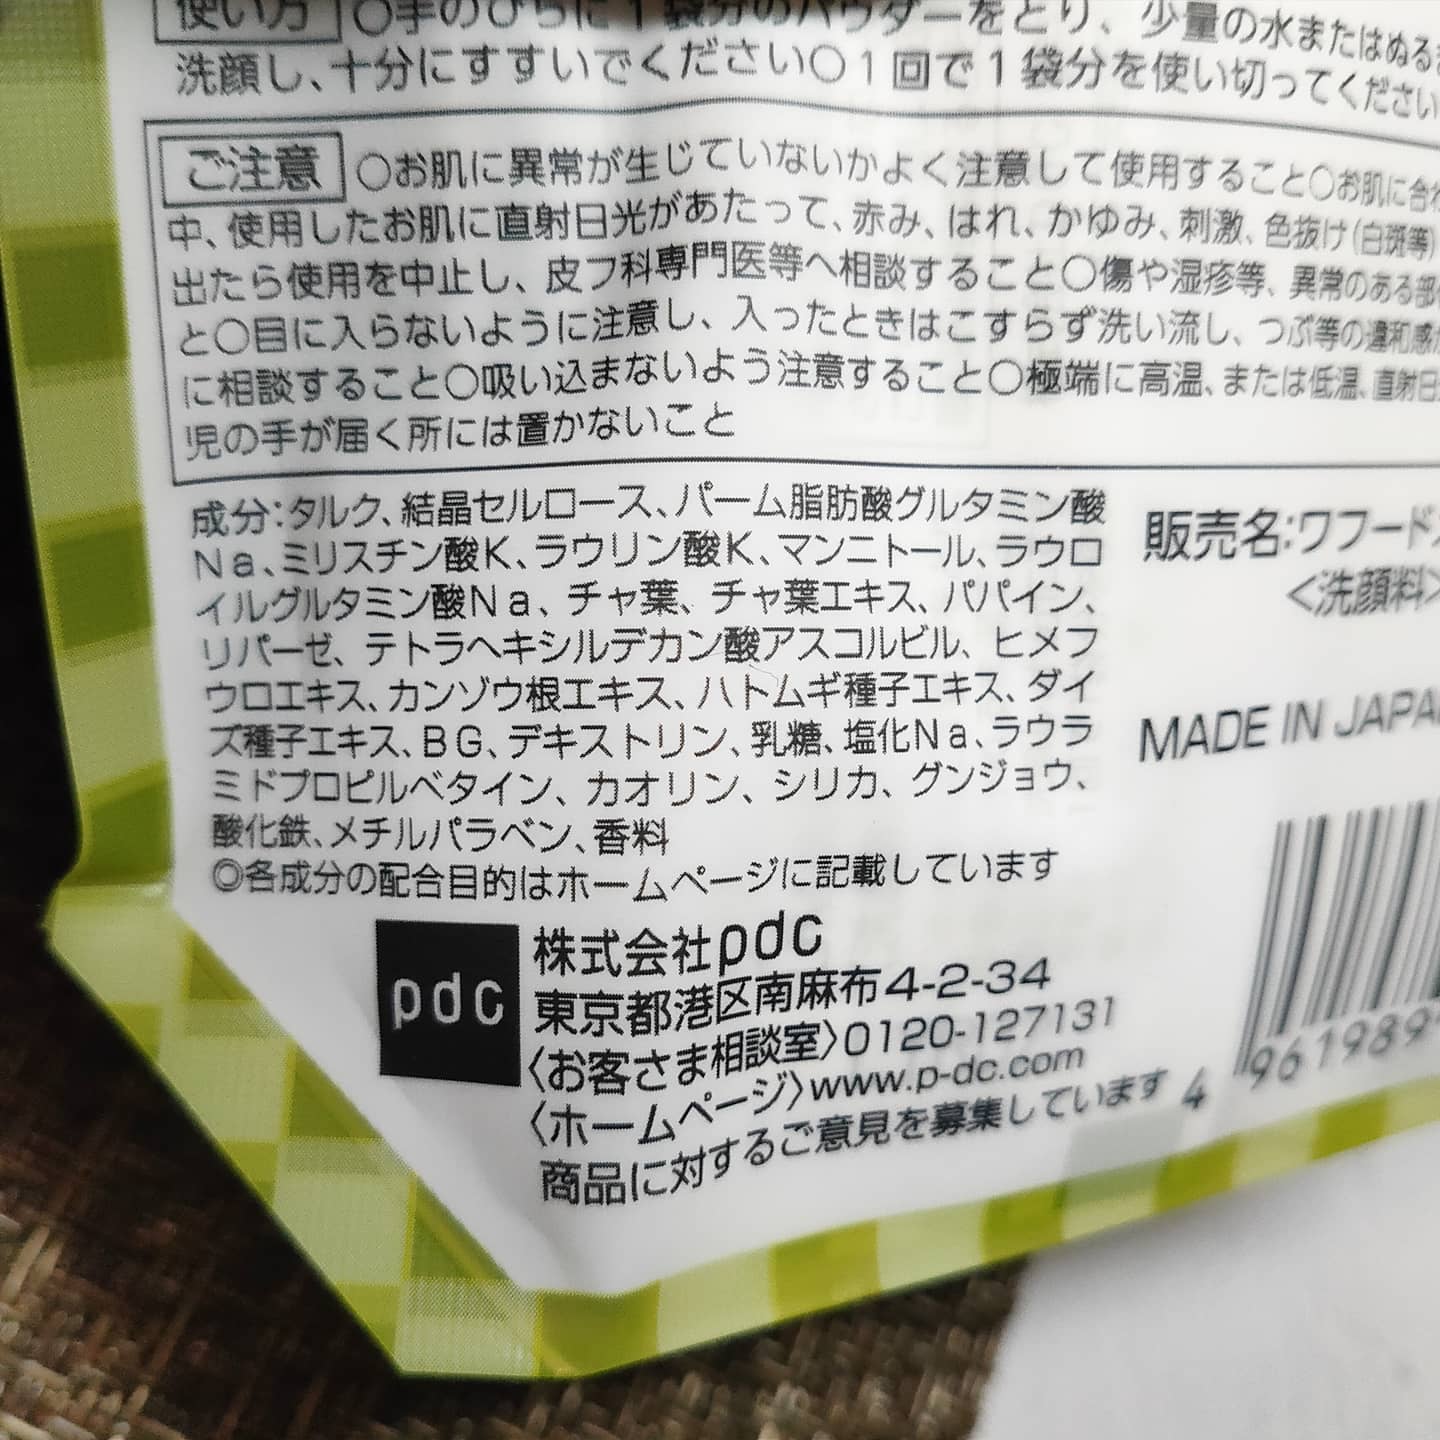 使い方 ○手のひらに1袋分のパウダーをとり、少量の水またはぬるま
洗顔し、十分にすすいでください○1回で1袋分を使い切ってください
ご注意 ○お肌に異常が生じていないかよく注意して使用すること○お肌に合わ
中、使用したお肌に直射日光があたって、赤み、はれ、かゆみ、刺激、色抜け(白斑等)
出たら使用を中止し、皮フ科専門医等へ相談すること○傷や湿疹等、異常のある部位
と○目に入らないように注意し、入ったときはこすらず洗い流し、つぶ等の違和感が
に相談すること○吸い込まないよう注意すること○極端に高温、または低温、直射日光
児の手が届く所には置かないこと
成分:タルク、結晶セルロース、パーム脂肪酸グルタミン酸
Na、ミリスチン酸K、ラウリン酸K、マンニトール、ラウロ
イルグルタミン酸Na、チャ葉、チャ葉エキス、パパイン、
リパーゼ、テトラヘキシルデカン酸アスコルビル、ヒメフ
ウロエキス、カンゾウ根エキス、ハトムギ種子エキス、ダイ
ズ種子エキス、BG、デキストリン、乳糖、塩化Na、ラウラ
ミドプロピルベタイン、カオリン、シリカ、グンジョウ、
酸化鉄、メチルパラベン、香料
◎各成分の配合目的はホームページに記載しています
販売名:ワフード
<洗顔料>
MADE IN JAPAN
pdc
株式会社pdc
東京都港区南麻布4-2-34
〈お客さま相談室〉0120-127131
〈ホームページ〉www.p-dc.com
商品に対するご意見を募集しています
4 961989